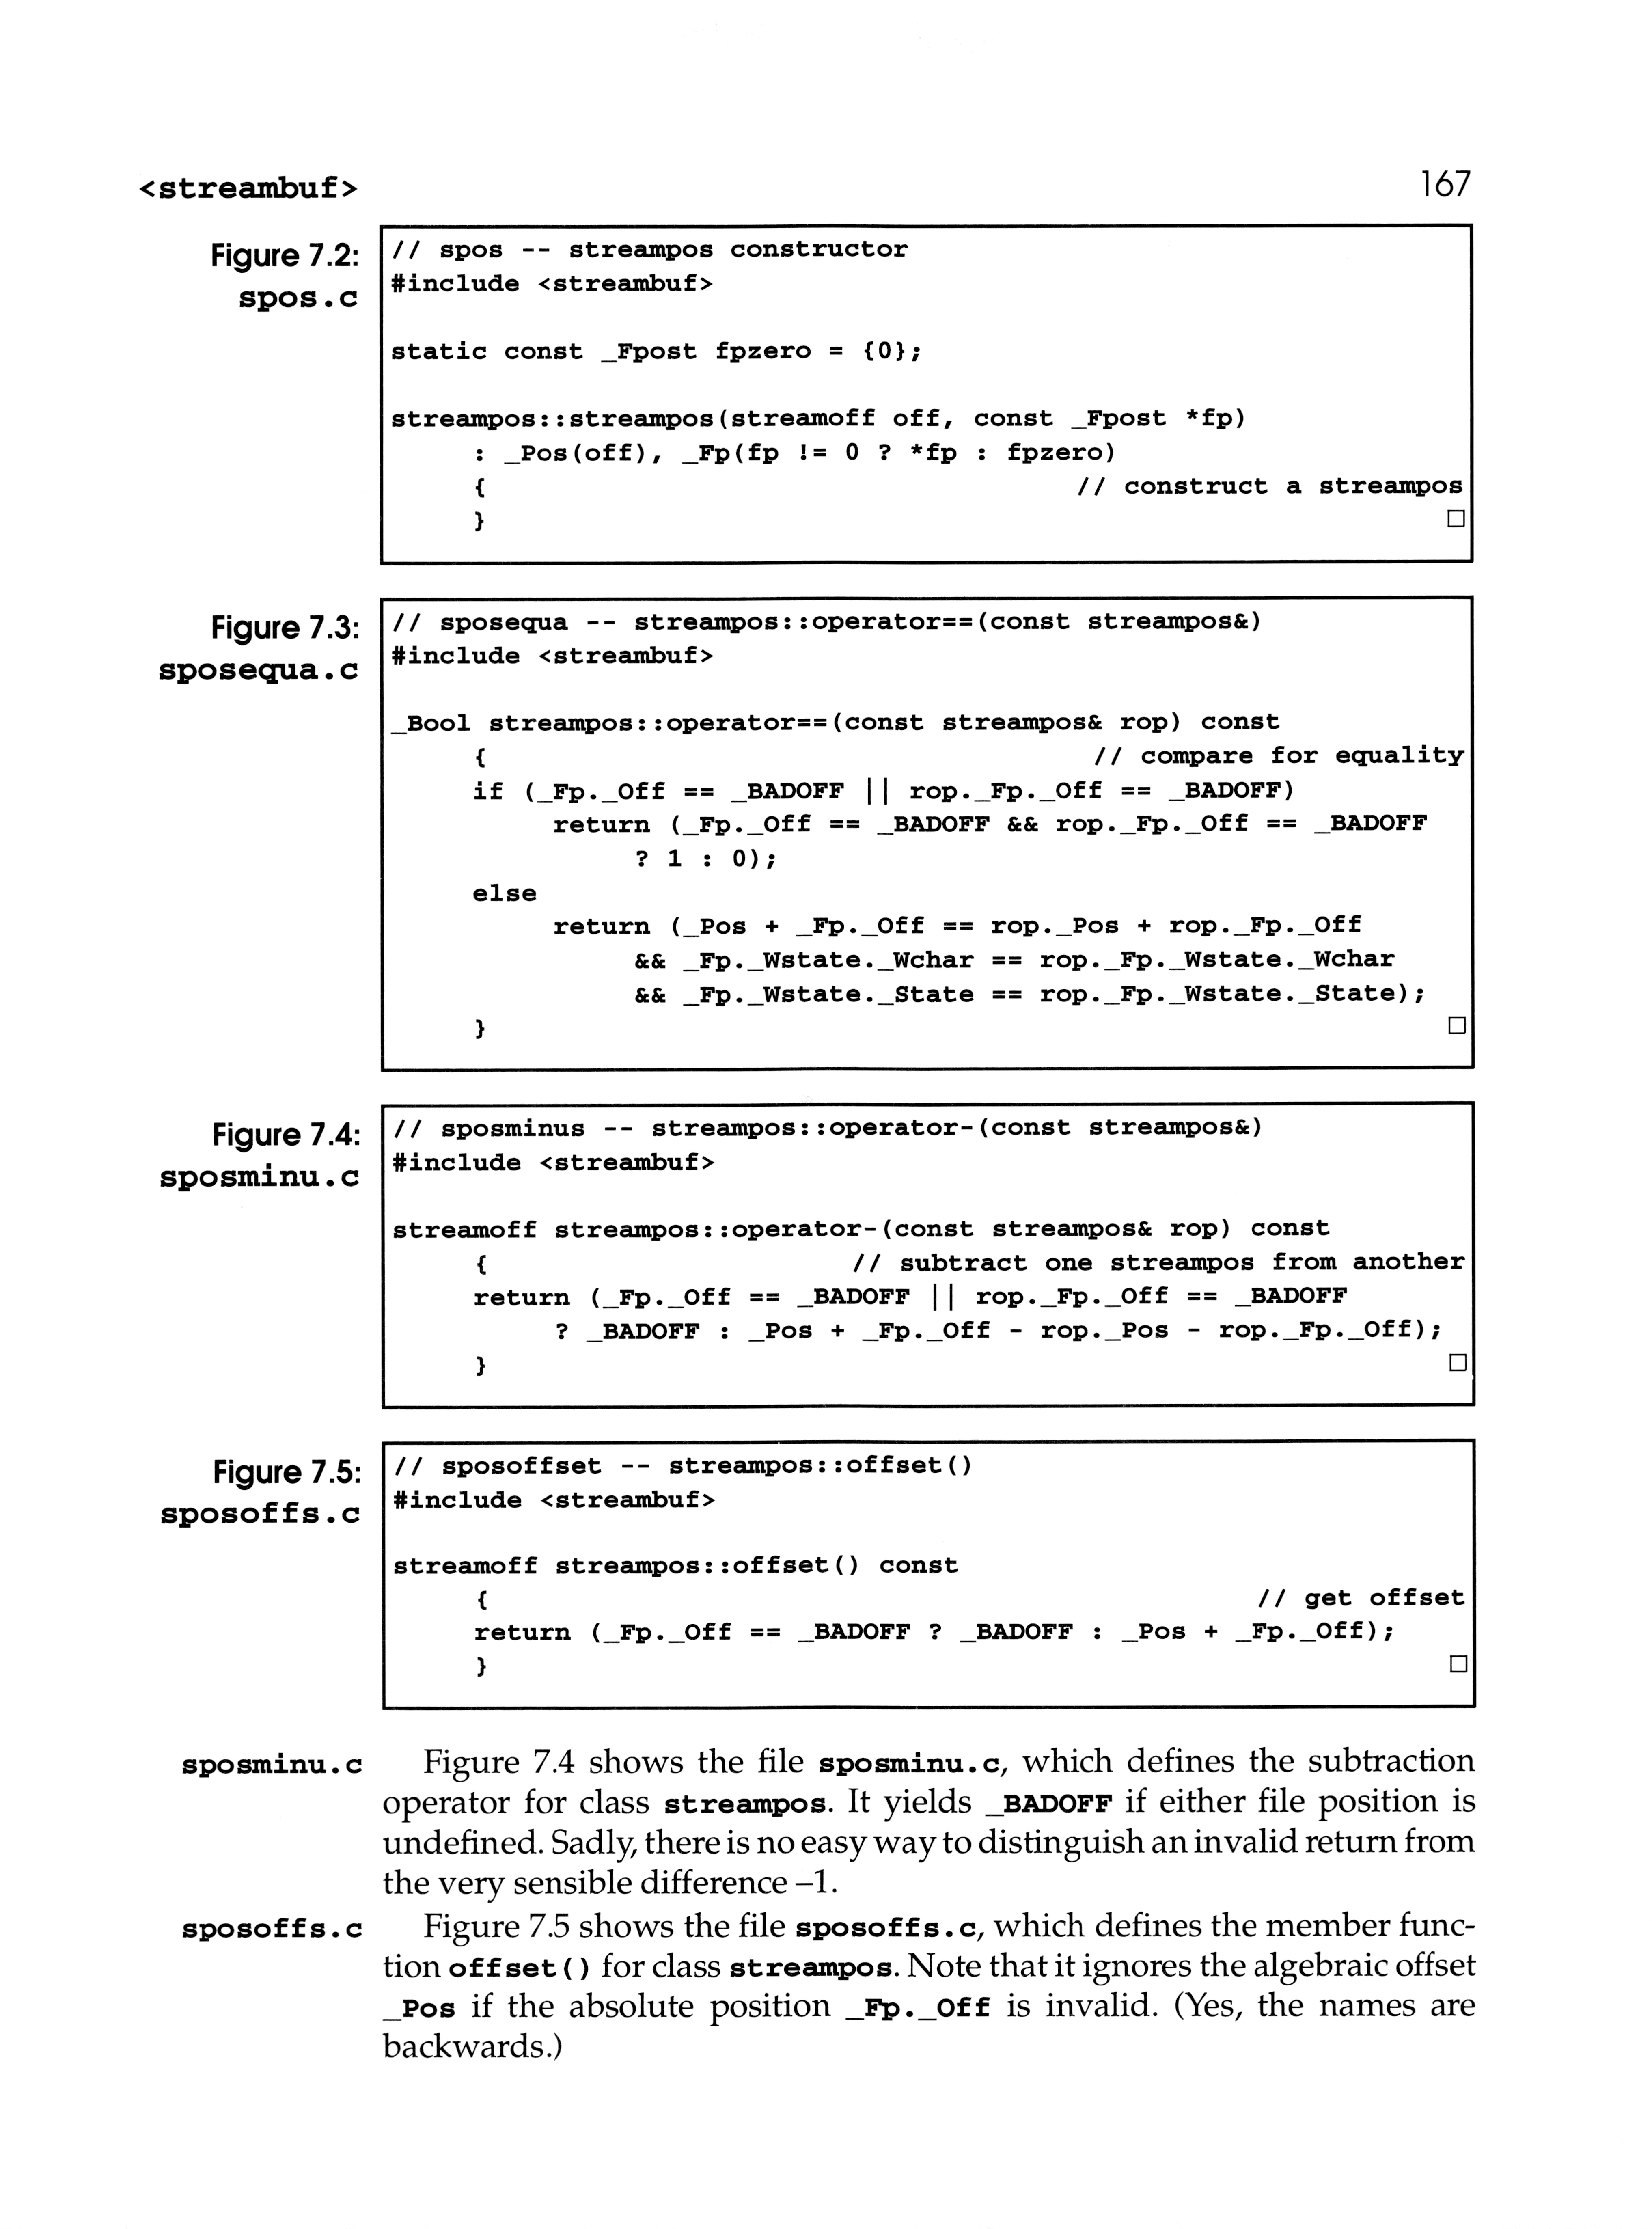 <streambuf>
167
Figure 7.2:
spos.c
// spos -- streampos constructor
#include <streambuf>
static const _Fpost fpzero = {0};
streampos::streampos(streamoff off, const _Fpost *fp)
: _Pos(off), _Fp(fp != 0 ? *fp : fpzero)
{ // construct a streampos
} □
Figure 7.3:
sposequa.c
// sposequa -- streampos::operator==(const streampos&)
#include <streambuf>
_Bool streampos::operator==(const streampos& rop) const
{ // compare for equality
if (_Fp._Off == _BADOFF || rop._Fp._Off == _BADOFF)
return (_Fp._Off == _BADOFF && rop._Fp._Off == _BADOFF
? 1 : 0);
else
return (_Pos + _Fp._Off == rop._Pos + rop._Fp._Off
&& _Fp._Wstate._Wchar == rop._Fp._Wstate._Wchar
&& _Fp._Wstate._State == rop._Fp._Wstate._State);
} □
Figure 7.4:
sposminu.c
// sposminus -- streampos::operator-(const streampos&)
#include <streambuf>
streamoff streampos::operator-(const streampos& rop) const
{ // subtract one streampos from another
return (_Fp._Off == _BADOFF || rop._Fp._Off == _BADOFF
? _BADOFF : _Pos + _Fp._Off - rop._Pos - rop._Fp._Off);
} □
Figure 7.5:
sposoffs.c
// sposoffset -- streampos::offset()
#include <streambuf>
streamoff streampos::offset() const
{ // get offset
return (_Fp._Off == _BADOFF ? _BADOFF : _Pos + _Fp._Off);
} □
sposminu.c Figure 7.4 shows the file sposminu.c, which defines the subtraction
operator for class streampos. It yields _BADOFF if either file position is
undefined. Sadly, there is no easy way to distinguish an invalid return from
the very sensible difference –1.
sposoffs.c Figure 7.5 shows the file sposoffs.c, which defines the member func-
tion offset() for class streampos. Note that it ignores the algebraic offset
_Pos if the absolute position _Fp._Off is invalid. (Yes, the names are
backwards.)